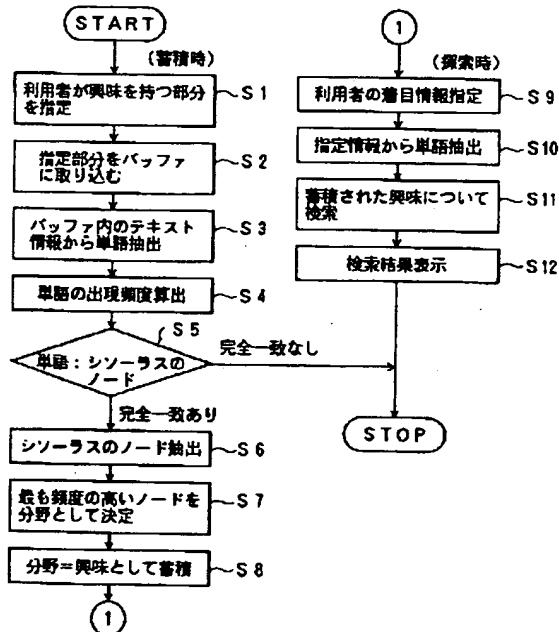 START
(蓄積時)
利用者が興味を持つ部分
を指定
S1
指定部分をバッファ
に取り込む
S2
バッファ内のテキスト
情報から単語抽出
S3
単語の出現頻度算出
S4
S5
単語:シソーラスの
ノード
完全一致なし
完全一致あり
シソーラスのノード抽出
S6
最も頻度の高いノードを
分野として決定
S7
分野=興味として蓄積
S8
1
1
(探索時)
利用者の着目情報指定
S9
指定情報から単語抽出
S10
蓄積された興味について
検索
S11
検索結果表示
S12
STOP